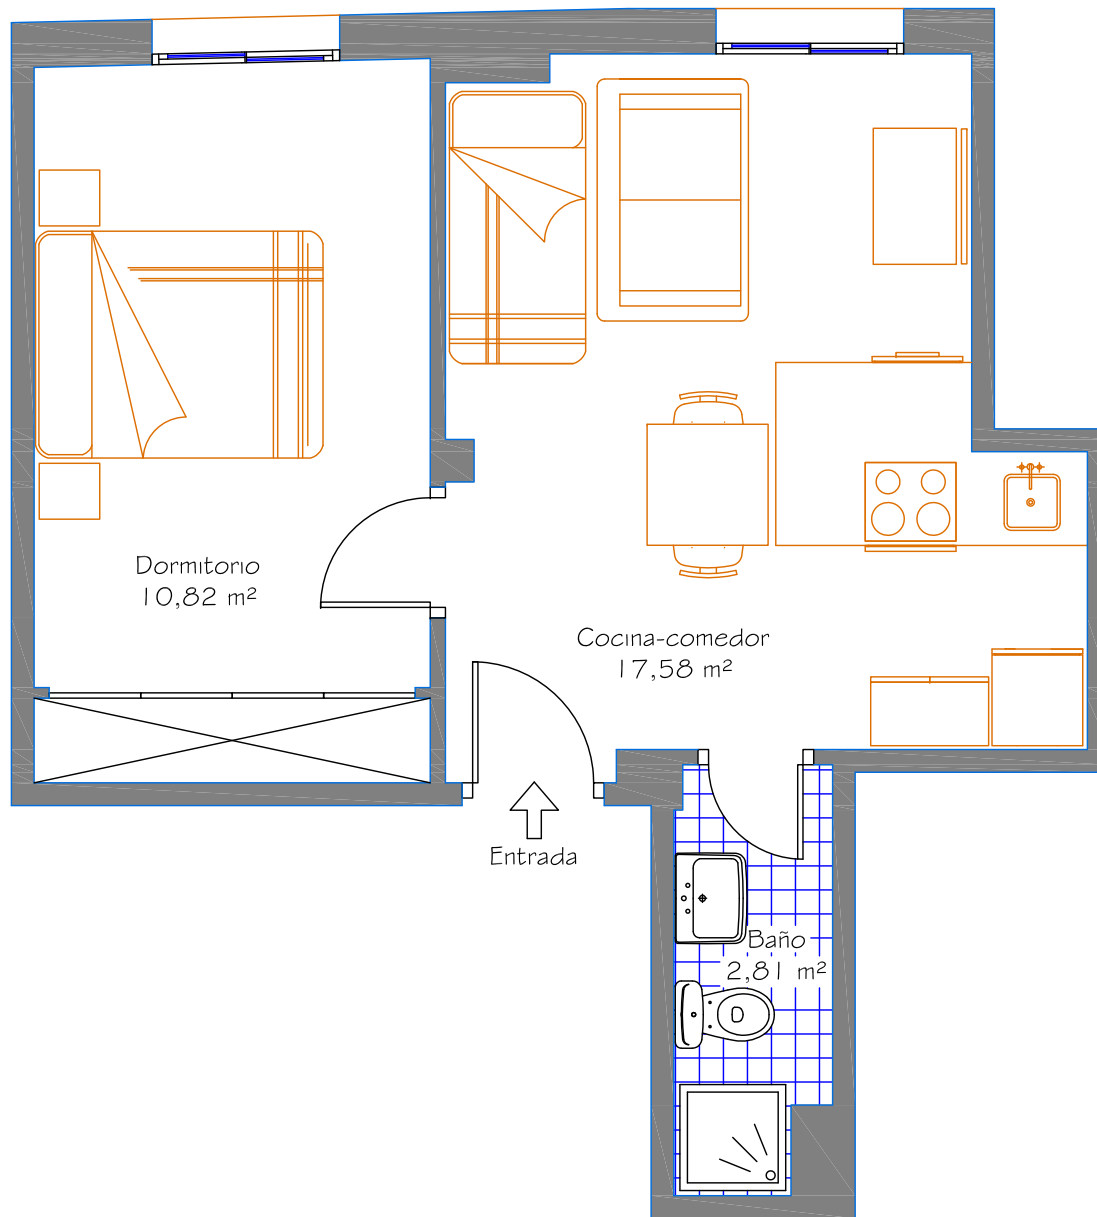 Dormitorio
10,82 m²
Cocina-comedor
17,58 m²
Entrada
Baño
2,81 m²